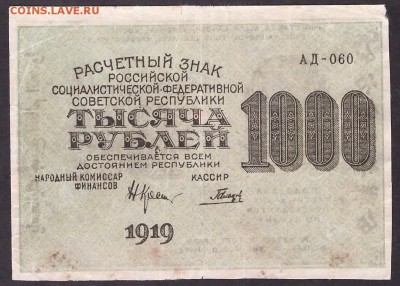 COINS.LAVE.RU
РАСЧЕТНЫЙ ЗНАК
РОССИЙСКОЙ
СОЦИАЛИСТИЧЕСКОЙ-ФЕДЕРАТИВНОЙ
СОВЕТСКОЙ РЕСПУБЛИКИ
АД-060
ТЫСЯЧА
РУБЛЕЙ
1000
ОБЕСПЕЧИВАЕТСЯ ВСЕМ
ДОСТОЯНИЕМ РЕСПУБЛИКИ
НАРОДНЫЙ КОМИССАР
ФИНАНСОВ
КАССИР
1919